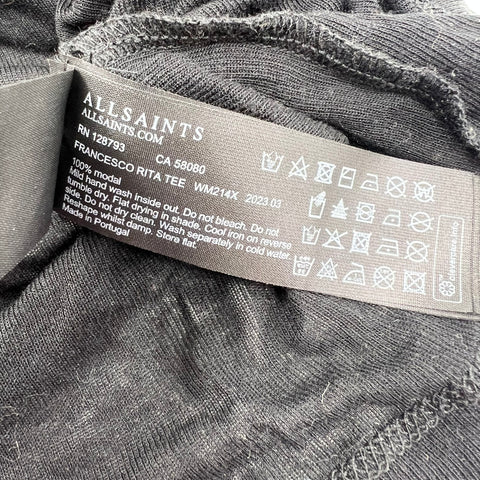 ALLSAINTS
ALLSAINTS.COM
RN 128793 CA 58080
FRANCESCO RITA TEE WM214X 2023 03
100% modal
Mild hand wash inside out. Do not bleach. Do not
tumble dry. Flat drying in shade. Cool iron on reverse
side. Do not dry clean. Wash separately in cold water.
Reshape whilst damp. Store flat.
Made in Portugal